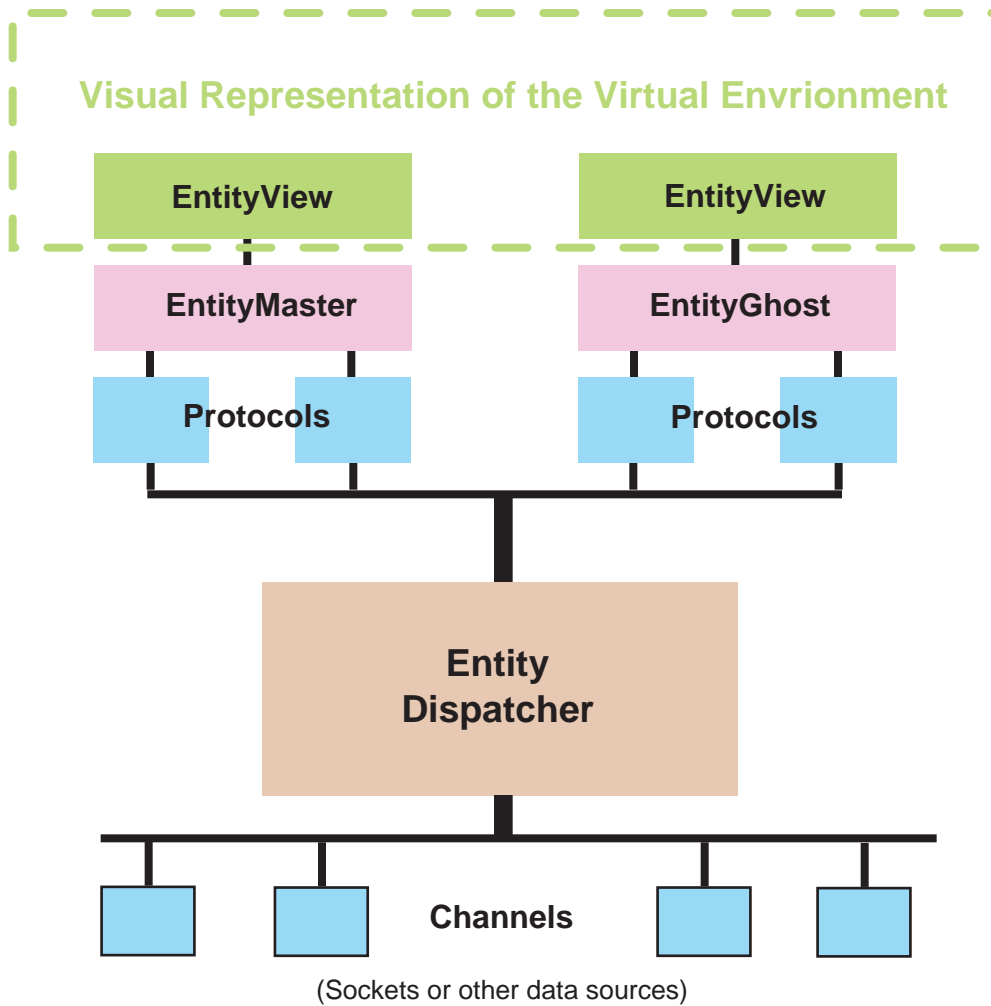 Visual Representation of the Virtual Envrionment
EntityView
EntityView
EntityMaster
EntityGhost
Protocols
Protocols
Entity
Dispatcher
Channels
(Sockets or other data sources)